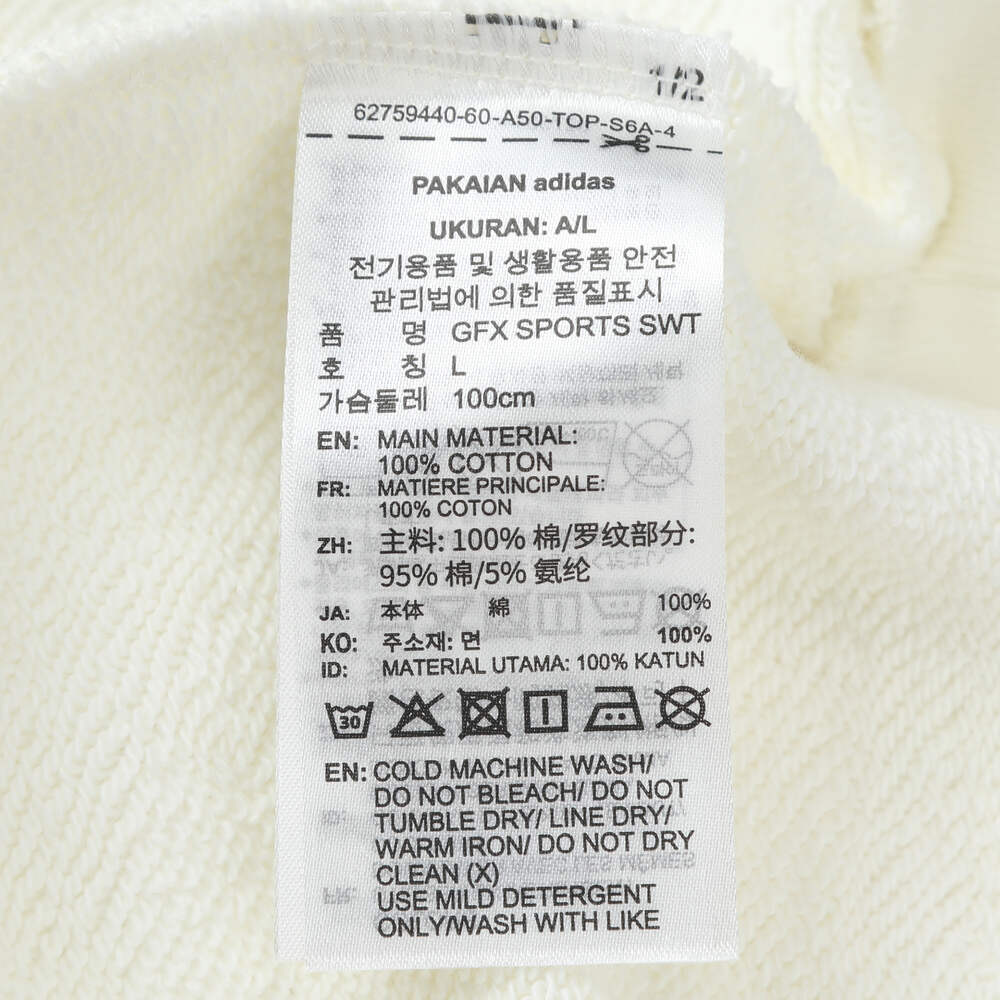 1/2
62759440-60-A50-TOP-S6A-4
PAKAIAN adidas
UKURAN: A/L
전기용품 및 생활용품 안전
관리법에 의한 품질표시
품 명 GFX SPORTS SWT
호 칭 L
가슴둘레 100cm
EN: MAIN MATERIAL:
100% COTTON
FR: MATIERE PRINCIPALE:
100% COTON
ZH: 主料: 100% 棉/罗纹部分:
95% 棉/5% 氨纶
JA: 本体 綿 100%
KO: 주소재: 면 100%
ID: MATERIAL UTAMA: 100% KATUN
30
EN: COLD MACHINE WASH/
DO NOT BLEACH/ DO NOT
TUMBLE DRY/ LINE DRY/
WARM IRON/ DO NOT DRY
CLEAN (X)
USE MILD DETERGENT
ONLY/WASH WITH LIKE